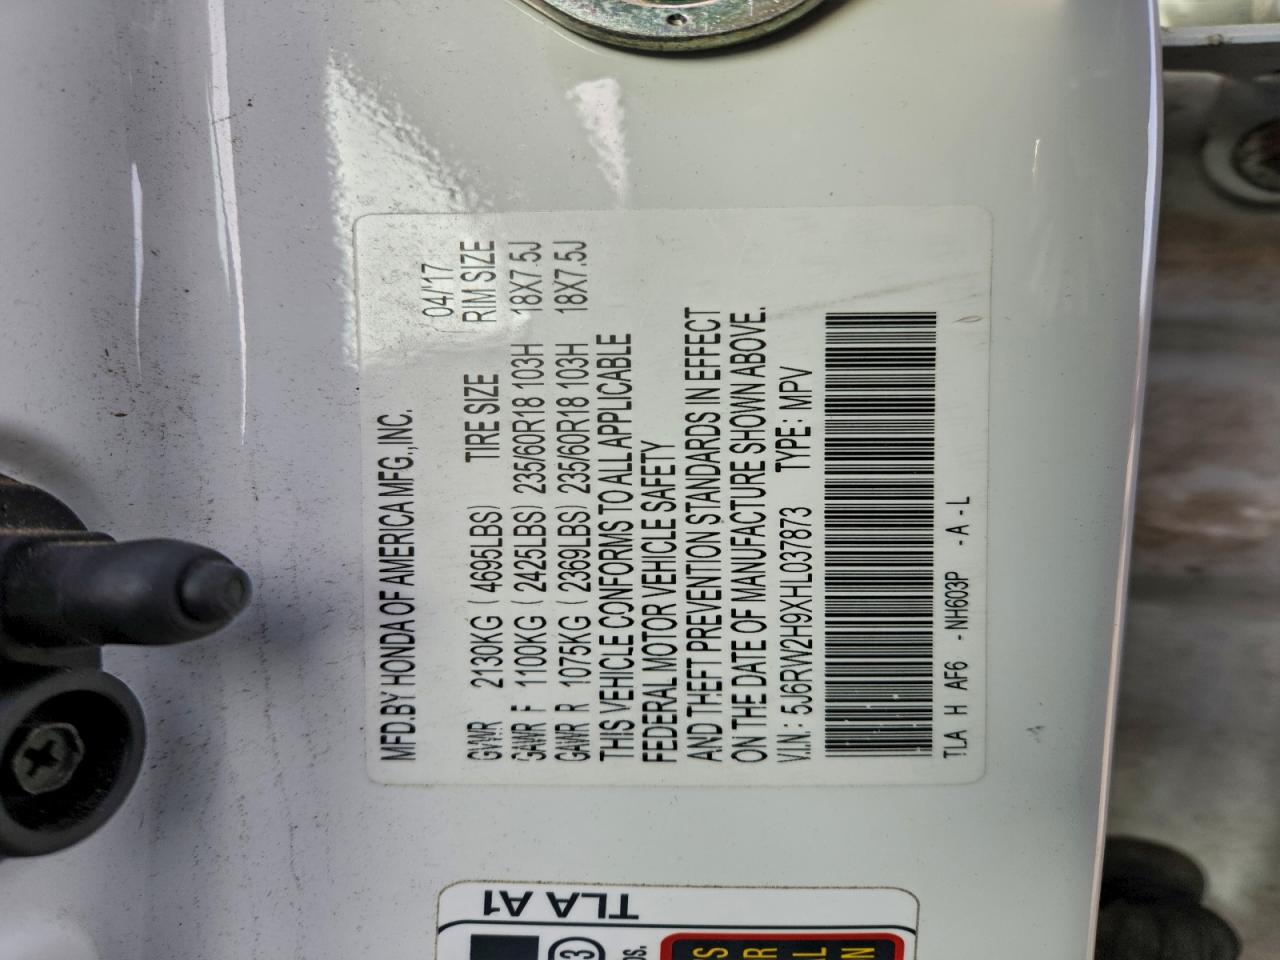 MFD.BY HONDA OF AMERICA MFG.,INC.
04/'17
TIRE SIZE RIM SIZE
GVWR 2130KG ( 4695LBS)
GAWR F 1100KG ( 2425LBS) 235/60R18 103H 18X7.5J
GAWR R 1075KG ( 2369LBS) 235/60R18 103H 18X7.5J
THIS VEHICLE CONFORMS TO ALL APPLICABLE
FEDERAL MOTOR VEHICLE SAFETY
AND THEFT PREVENTION STANDARDS IN EFFECT
ON THE DATE OF MANUFACTURE SHOWN ABOVE.
V.I.N.: 5J6RW2H9XHL037873 TYPE: MPV
TLA H AF6 -NH603P -A-L
TLA A1
3